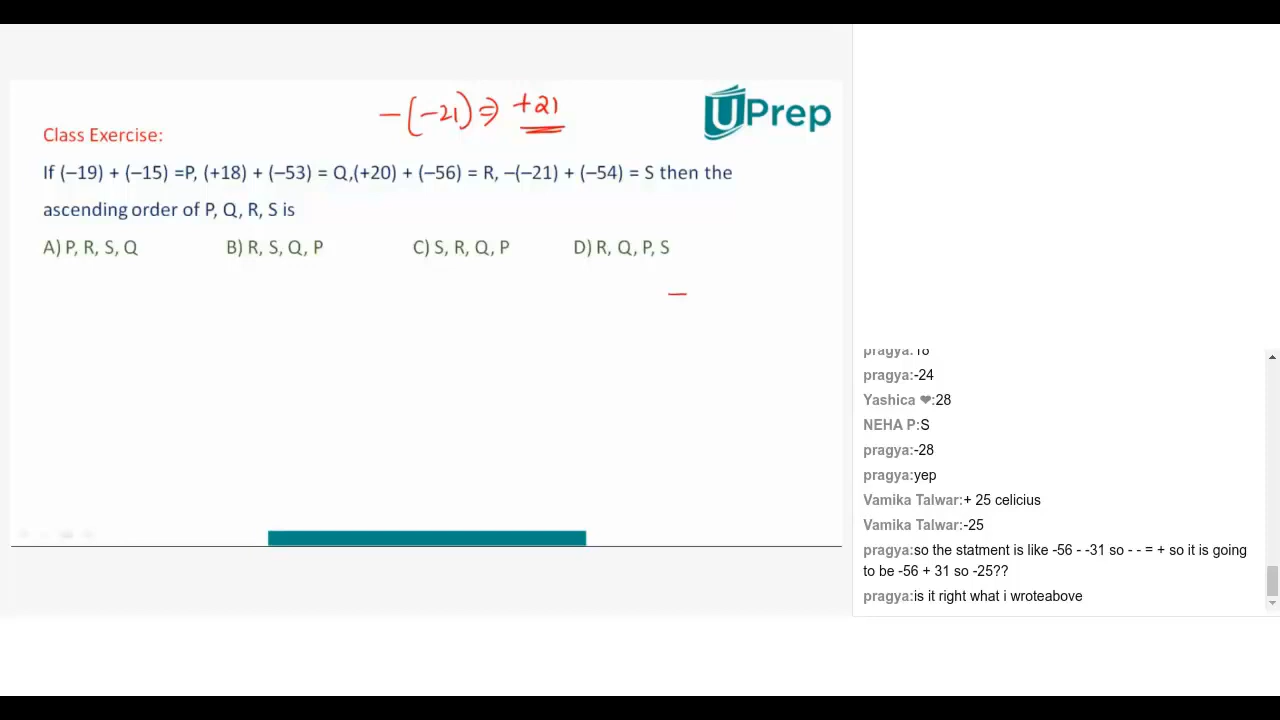 -(-21) ⇒ +21
UPrep
Class Exercise:
If (–19) + (–15) =P, (+18) + (–53) = Q,(+20) + (–56) = R, –(–21) + (–54) = S then the
ascending order of P, Q, R, S is
A) P, R, S, Q B) R, S, Q, P C) S, R, Q, P D) R, Q, P, S
pragya:-24
Yashica ❤:28
NEHA P:S
pragya:-28
pragya:yep
Vamika Talwar:+ 25 celicius
Vamika Talwar:-25
pragya:so the statment is like -56 - -31 so - - = + so it is going
to be -56 + 31 so -25??
pragya:is it right what i wroteabove